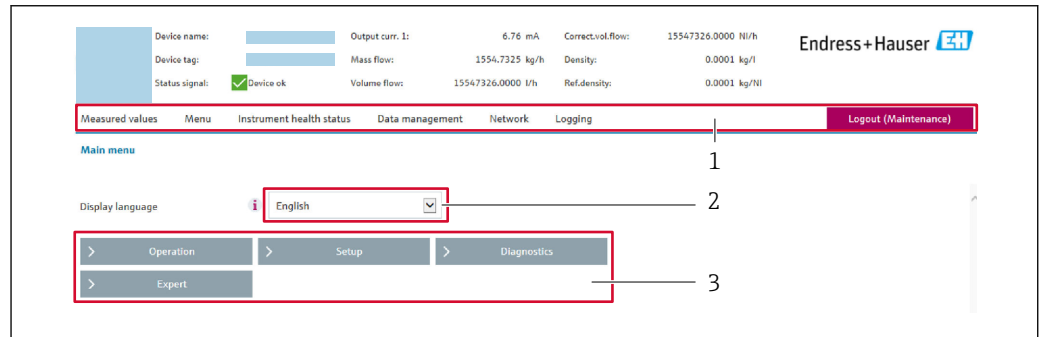 Device name: Output curr. 1: 6.76 mA Correct.vol.flow: 15547326.0000 Nl/h
Endress+Hauser EH
Device tag: Mass flow: 1554.7325 kg/h Density: 0.0001 kg/l
Status signal: Device ok Volume flow: 15547326.0000 l/h Ref.density: 0.0001 kg/Nl
Measured values Menu Instrument health status Data management Network Logging Logout (Maintenance)
1
Main menu
Display language i English 2
> Operation > Setup > Diagnostics
> Expert 3